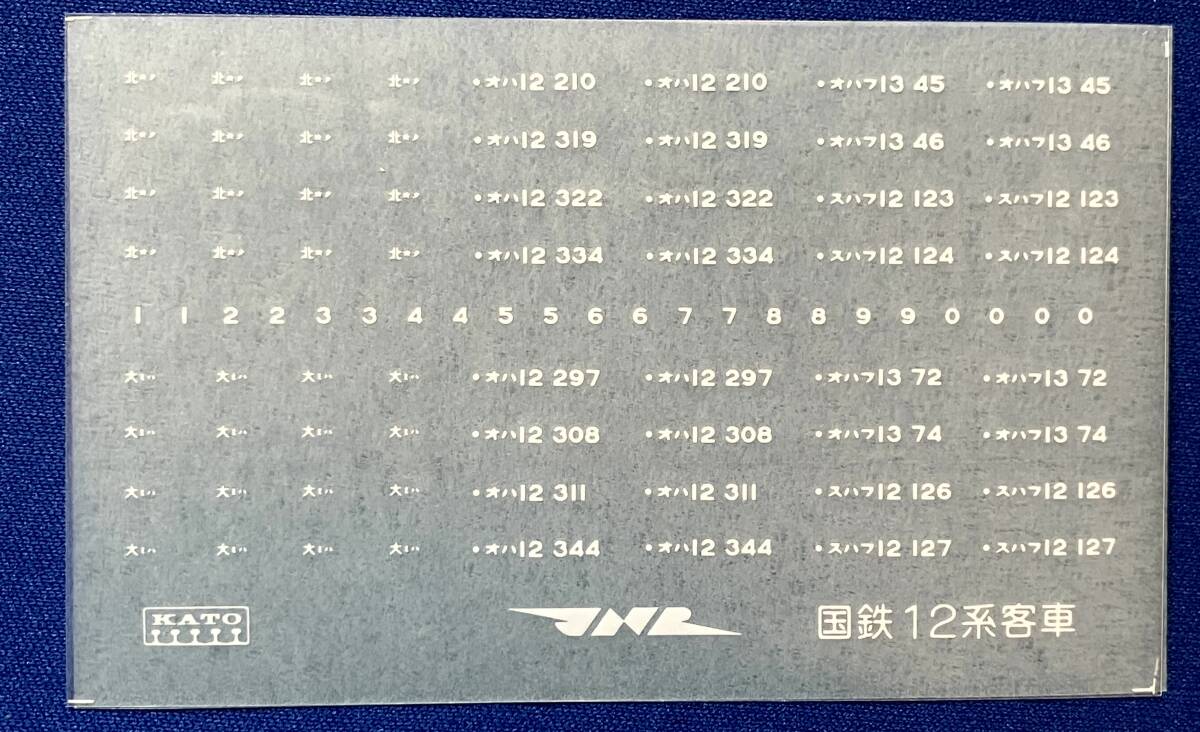 北オク 北オク 北オク 北オク •オハ12 210 •オハ12 210 •オハフ13 45 •オハフ13 45
北オク 北オク 北オク 北オク •オハ12 319 •オハ12 319 •オハフ13 46 •オハフ13 46
北オク 北オク 北オク 北オク •オハ12 322 •オハ12 322 •スハフ12 123 •スハフ12 123
北オク 北オク 北オク 北オク •オハ12 334 •オハ12 334 •スハフ12 124 •スハフ12 124
1 1 2 2 3 3 4 4 5 5 6 6 7 7 8 8 9 9 0 0 0 0
大ミハ 大ミハ 大ミハ 大ミハ •オハ12 297 •オハ12 297 •オハフ13 72 •オハフ13 72
大ミハ 大ミハ 大ミハ 大ミハ •オハ12 308 •オハ12 308 •オハフ13 74 •オハフ13 74
大ミハ 大ミハ 大ミハ 大ミハ •オハ12 311 •オハ12 311 •スハフ12 126 •スハフ12 126
大ミハ 大ミハ 大ミハ 大ミハ •オハ12 344 •オハ12 344 •スハフ12 127 •スハフ12 127
KATO JNR 国鉄12系客車